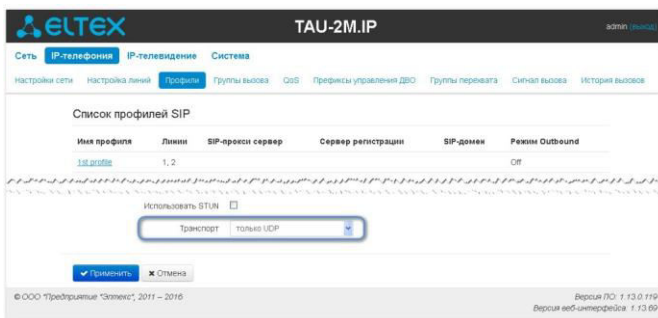 ELTEX
TAU-2M.IP
admin (выход)
Сеть IP-телефония IP-телевидение Система
Настройки сети Настройка линий Профили Группы вызова QoS Префиксы управления ДВО Группы перехвата Сигнал вызова История вызовов
Список профилей SIP
Имя профиля Линии SIP-прокси сервер Сервер регистрации SIP-домен Режим Outbound
1st profile 1, 2 Off
Использовать STUN
Транспорт только UDP
Применить Отмена
© ООО "Предприятие "Элтекс", 2011 – 2016
Версия ПО: 1.13.0.119
Версия веб-интерфейса: 1.13.69